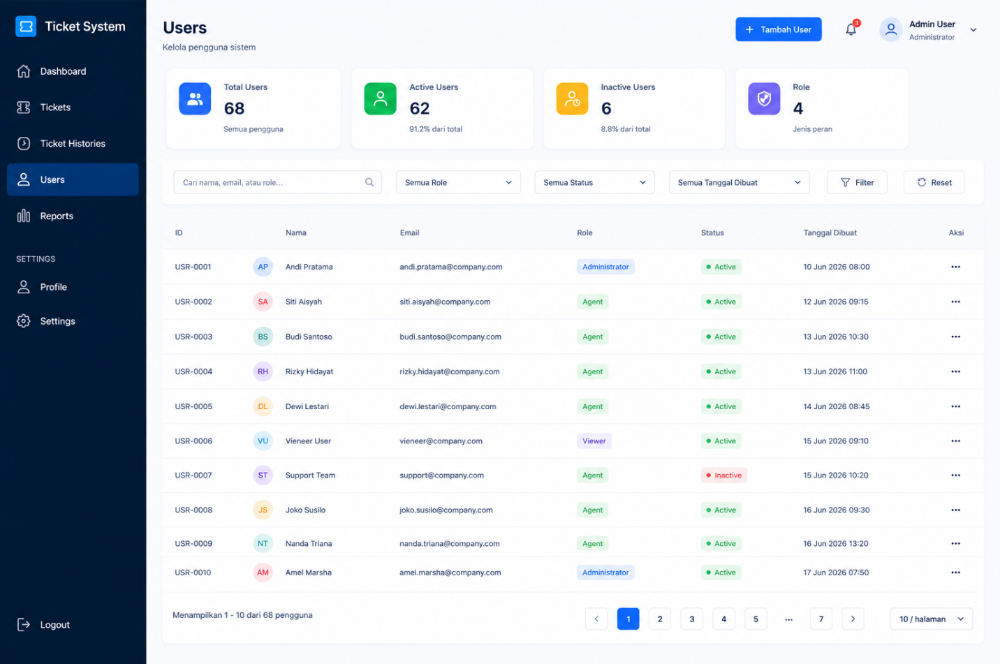 Ticket System
Dashboard
Tickets
Ticket Histories
Users
Reports
SETTINGS
Profile
Settings
Logout
Users
Kelola pengguna sistem
+ Tambah User
3
Admin User
Administrator
Total Users
68
Semua pengguna
Active Users
62
91.2% dari total
Inactive Users
6
8.8% dari total
Role
4
Jenis peran
Cari nama, email, atau role...
Semua Role
Semua Status
Semua Tanggal Dibuat
Filter
Reset
ID Nama Email Role Status Tanggal Dibuat Aksi
USR-0001 AP Andi Pratama andi.pratama@company.com Administrator Active 10 Jun 2026 08:00 •••
USR-0002 SA Siti Aisyah siti.aisyah@company.com Agent Active 12 Jun 2026 09:15 •••
USR-0003 BS Budi Santoso budi.santoso@company.com Agent Active 13 Jun 2026 10:30 •••
USR-0004 RH Rizky Hidayat rizky.hidayat@company.com Agent Active 13 Jun 2026 11:00 •••
USR-0005 DL Dewi Lestari dewi.lestari@company.com Agent Active 14 Jun 2026 08:45 •••
USR-0006 VU Vieneer User vieneer@company.com Viewer Active 15 Jun 2026 09:10 •••
USR-0007 ST Support Team support@company.com Agent Inactive 15 Jun 2026 10:20 •••
USR-0008 JS Joko Susilo joko.susilo@company.com Agent Active 16 Jun 2026 09:30 •••
USR-0009 NT Nanda Triana nanda.triana@company.com Agent Active 16 Jun 2026 13:20 •••
USR-0010 AM Amel Marsha amel.marsha@company.com Administrator Active 17 Jun 2026 07:50 •••
Menampilkan 1 - 10 dari 68 pengguna
< 1 2 3 4 5 ... 7 >
10 / halaman